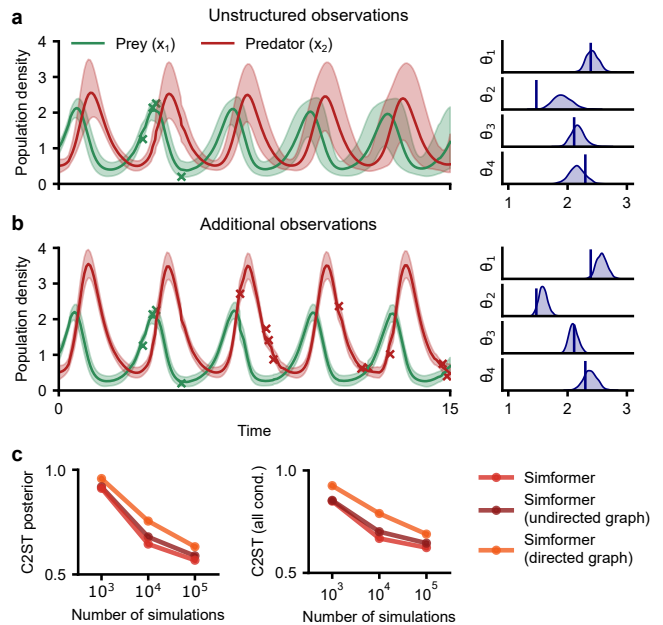 a
Unstructured observations
Prey (x₁)
Predator (x₂)
Population density
4
3
2
1
0
θ₁
θ₂
θ₃
θ₄
1 2 3
b
Additional observations
Population density
4
3
2
1
0
0 15
Time
θ₁
θ₂
θ₃
θ₄
1 2 3
c
C2ST posterior
1.0
0.5
10³ 10⁴ 10⁵
Number of simulations
C2ST (all cond.)
1.0
0.5
10³ 10⁴ 10⁵
Number of simulations
Simformer
Simformer
(undirected graph)
Simformer
(directed graph)